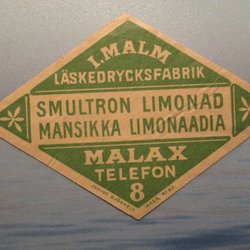 I. MALM
LÄSKEDRYCKSFABRIK
SMULTRON LIMONAD
MANSIKKA LIMONAADIA
MALAX
TELEFON
8